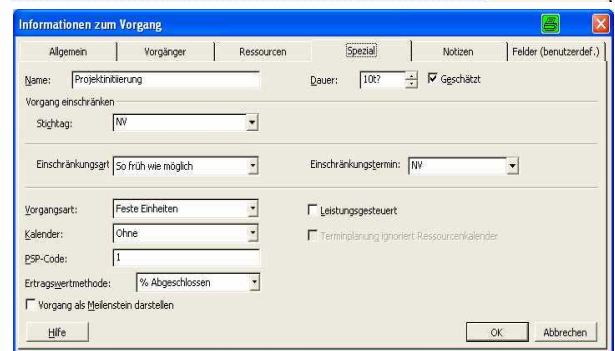 Informationen zum Vorgang
Allgemein Vorgänger Ressourcen Spezial Notizen Felder (benutzerdef.)
Name: Projektinitiierung Dauer: 10t? Geschätzt
Vorgang einschränken
Stichtag: NV
Einschränkungsart So früh wie möglich Einschränkungstermin: NV
Vorgangsart: Feste Einheiten Leistungsgesteuert
Kalender: Ohne Terminplanung ignoriert Ressourcenkalender
PSP-Code: 1
Ertragswertmethode: % Abgeschlossen
Vorgang als Meilenstein darstellen
Hilfe OK Abbrechen